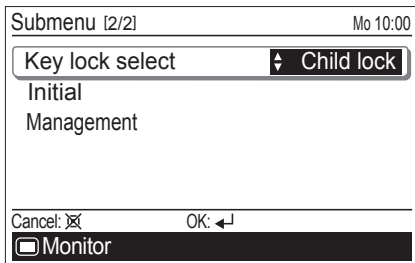 Submenu [2/2] Mo 10:00
Key lock select Child lock
Initial
Management
Cancel: OK:
Monitor